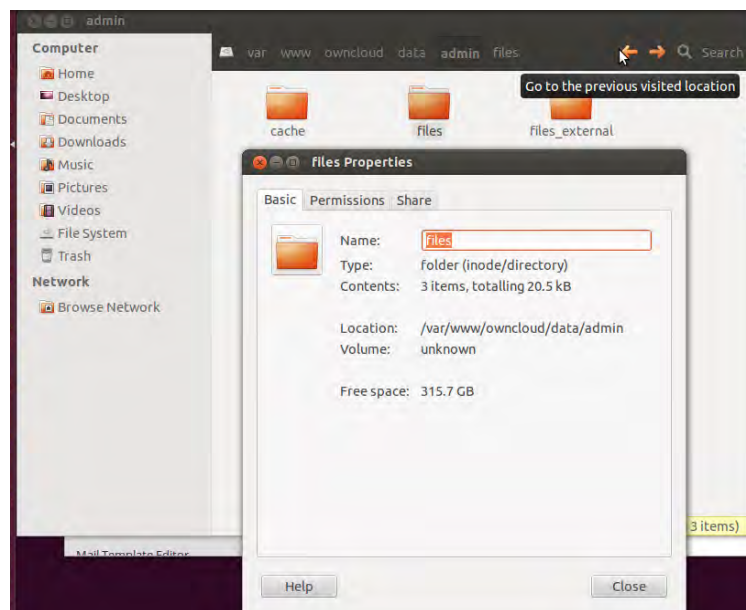 admin
Computer
Home
Desktop
Documents
Downloads
Music
Pictures
Videos
File System
Trash
Network
Browse Network
var www owncloud data admin files
Search
Go to the previous visited location
cache
files
files_external
files Properties
Basic Permissions Share
Name: files
Type: folder (inode/directory)
Contents: 3 items, totalling 20.5 kB
Location: /var/www/owncloud/data/admin
Volume: unknown
Free space: 315.7 GB
3 items)
Mail Template Editor
Help Close